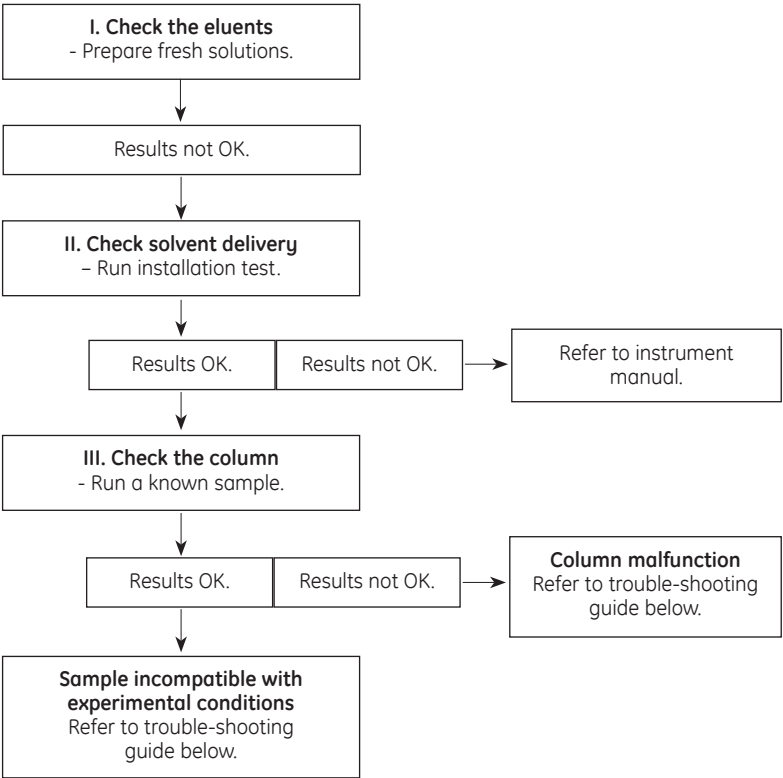 I. Check the eluents
- Prepare fresh solutions.
Results not OK.
II. Check solvent delivery
– Run installation test.
Results OK.
Results not OK.
Refer to instrument
manual.
III. Check the column
- Run a known sample.
Results OK.
Results not OK.
Column malfunction
Refer to trouble-shooting
guide below.
Sample incompatible with
experimental conditions
Refer to trouble-shooting
guide below.